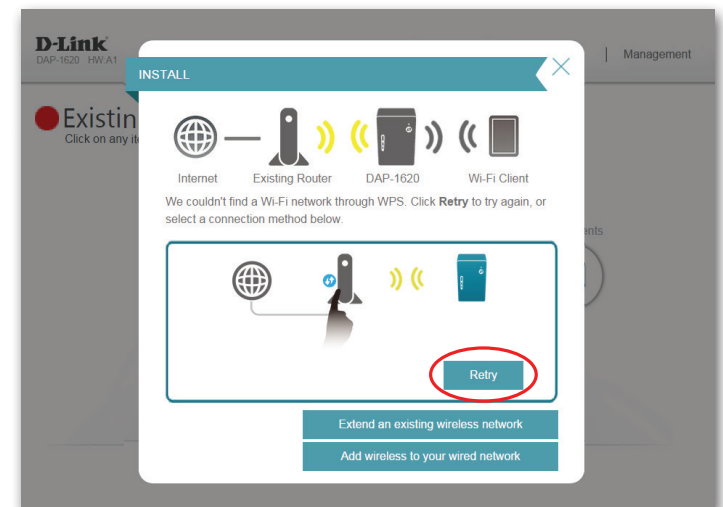 D-Link
DAP-1620 HW:A1
| Management
INSTALL
Existin
Click on any it
Internet Existing Router DAP-1620 Wi-Fi Client
We couldn't find a Wi-Fi network through WPS. Click Retry to try again, or
select a connection method below.
ents
Retry
Extend an existing wireless network
Add wireless to your wired network